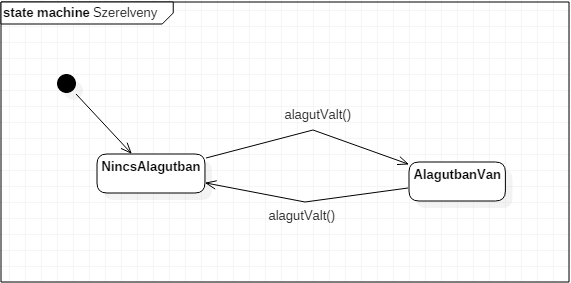 state machine Szerelveny
alagutValt()
NincsAlagutban
AlagutbanVan
alagutValt()